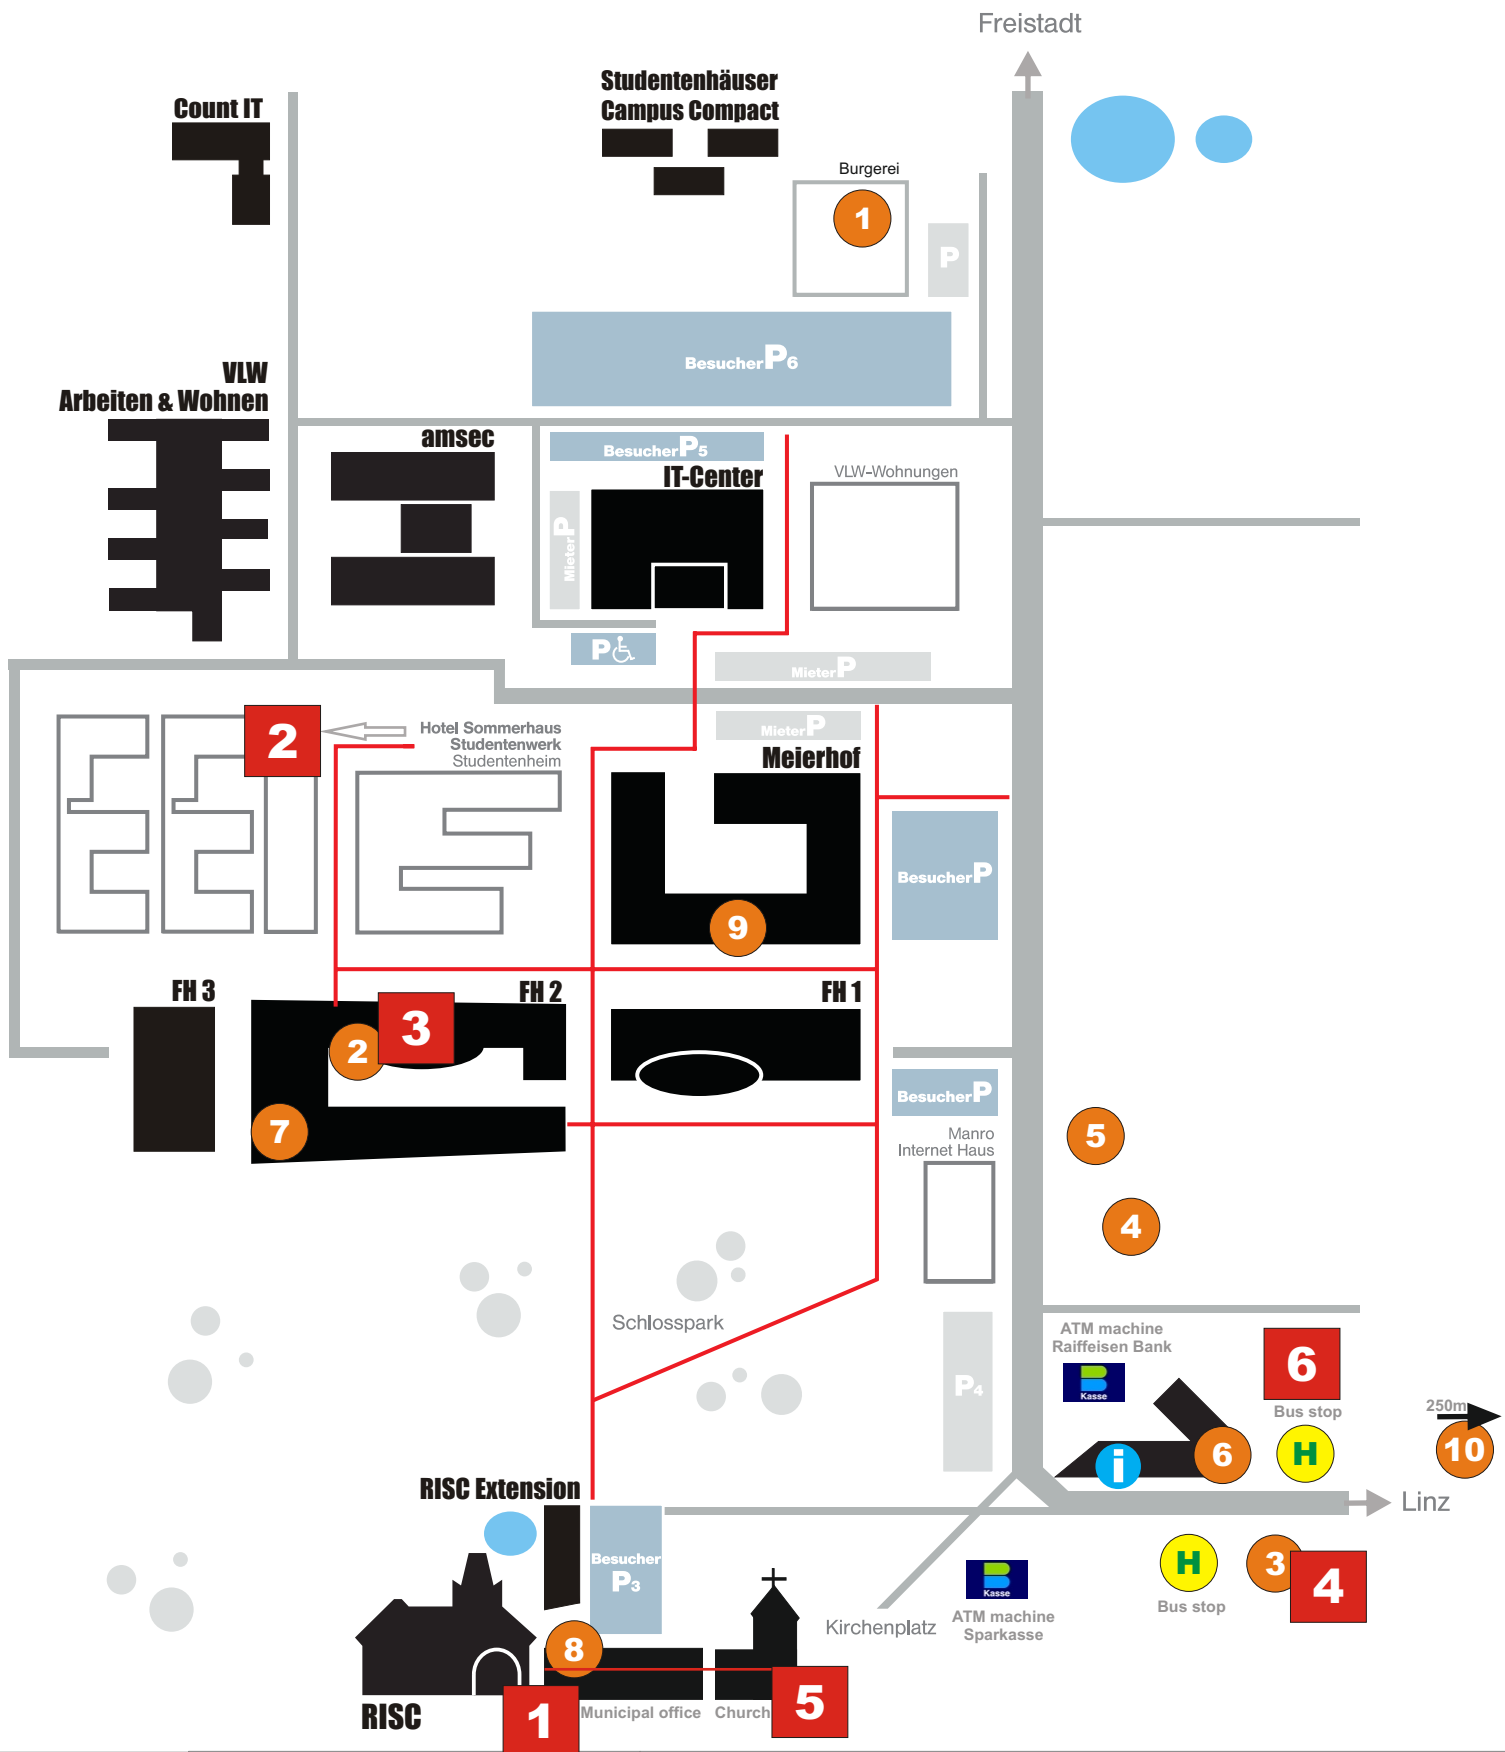 Freistadt
Studentenhäuser
Campus Compact
Count IT
Burgerei
1
P
Besucher P6
VLW
Arbeiten & Wohnen
amsec
Besucher P5
IT-Center
VLW-Wohnungen
Mieter P
P
Mieter P
2
Hotel Sommerhaus
Studentenwerk
Studentenheim
Mieter P
Meierhof
Besucher P
9
FH 3
FH 2
FH 1
3
2
7
Besucher P
Manro
Internet Haus
5
4
Schlosspark
ATM machine
Raiffeisen Bank
Kasse
6
Bus stop
H
250m
10
P4
i
6
Linz
RISC Extension
Besucher
P3
H
Bus stop
3
4
Kasse
ATM machine
Sparkasse
Kirchenplatz
8
RISC
1
Municipal office
Church
5